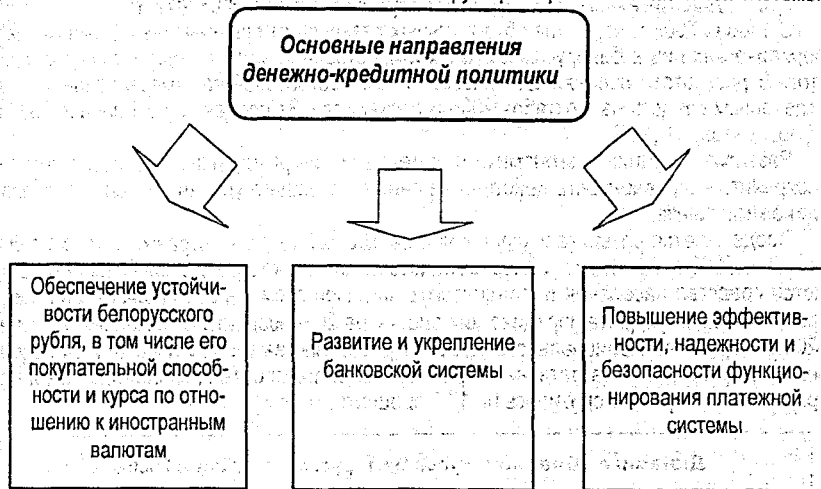 Основные направления
денежно-кредитной политики
Обеспечение устойчи-
вости белорусского
рубля, в том числе его
покупательной способ-
ности и курса по отно-
шению к иностранным
валютам
Развитие и укрепление
банковской системы
Повышение эффектив-
ности, надежности и
безопасности функцио-
нирования платежной
системы